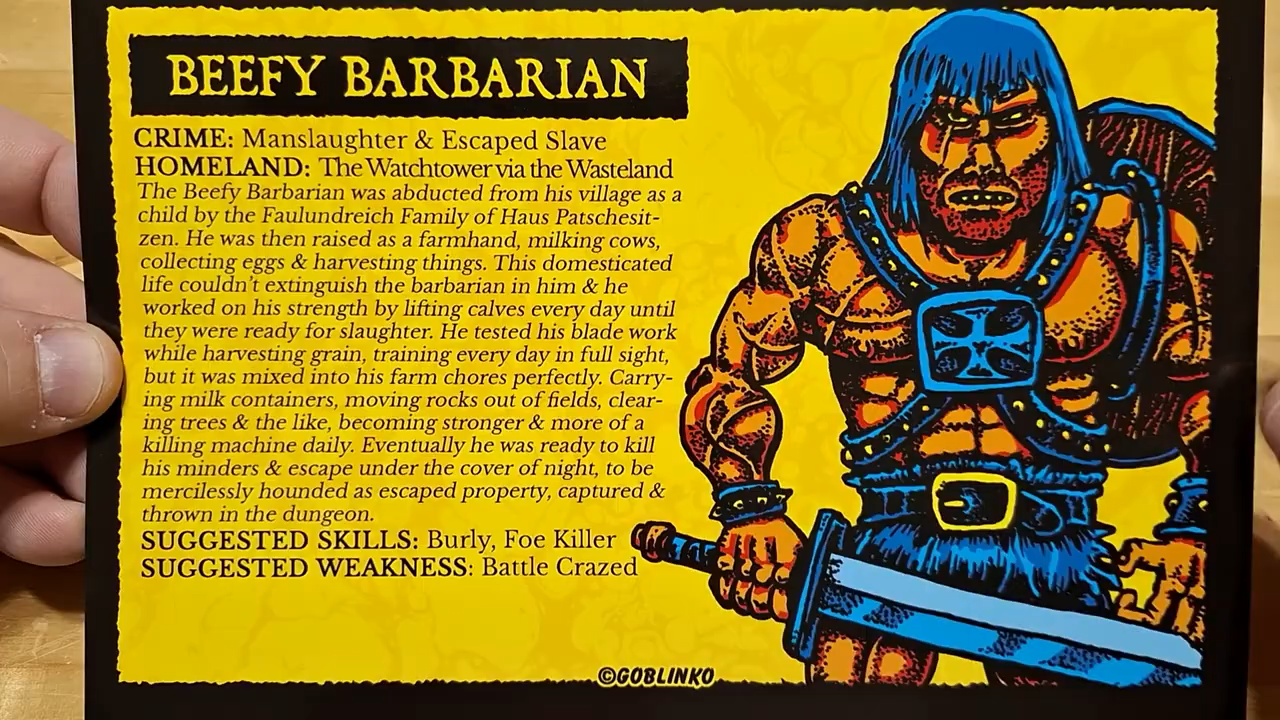 BEEFY BARBARIAN
CRIME: Manslaughter & Escaped Slave
HOMELAND: The Watchtower via the Wasteland
The Beefy Barbarian was abducted from his village as a
child by the Faulundreich Family of Haus Patschesit-
zen. He was then raised as a farmhand, milking cows,
collecting eggs & harvesting things. This domesticated
life couldn't extinguish the barbarian in him & he
worked on his strength by lifting calves every day until
they were ready for slaughter. He tested his blade work
while harvesting grain, training every day in full sight,
but it was mixed into his farm chores perfectly. Carry-
ing milk containers, moving rocks out of fields, clear-
ing trees & the like, becoming stronger & more of a
killing machine daily. Eventually he was ready to kill
his minders & escape under the cover of night, to be
mercilessly hounded as escaped property, captured &
thrown in the dungeon.
SUGGESTED SKILLS: Burly, Foe Killer
SUGGESTED WEAKNESS: Battle Crazed
©GOBLINKO